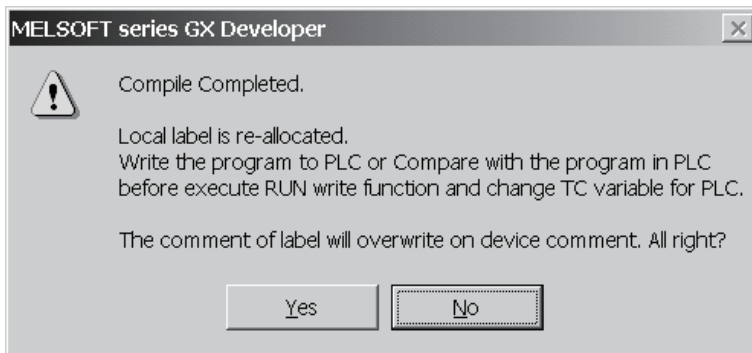 MELSOFT series GX Developer
Compile Completed.
Local label is re-allocated.
Write the program to PLC or Compare with the program in PLC
before execute RUN write function and change TC variable for PLC.
The comment of label will overwrite on device comment. All right?
Yes
No